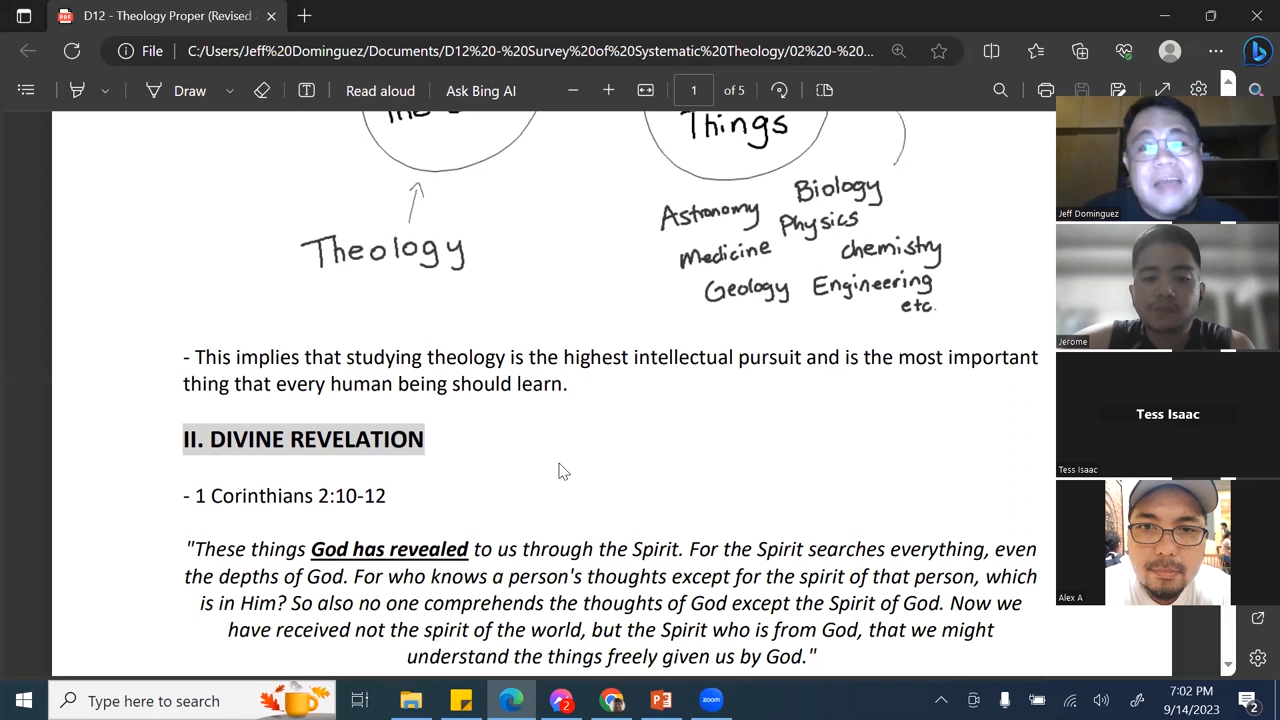 D12 - Theology Proper (Revised
File
C:/Users/Jeff%20Dominguez/Documents/D12%20-%20Survey%20of%20Systematic%20Theology/02%20-%20...
Draw
Read aloud
Ask Bing AI
1
of 5
Things
Theology
Biology
Astronomy
Physics
Medicine
chemistry
Geology
Engineering
etc.
- This implies that studying theology is the highest intellectual pursuit and is the most important
thing that every human being should learn.
II. DIVINE REVELATION
- 1 Corinthians 2:10-12
"These things God has revealed to us through the Spirit. For the Spirit searches everything, even
the depths of God. For who knows a person's thoughts except for the spirit of that person, which
is in Him? So also no one comprehends the thoughts of God except the Spirit of God. Now we
have received not the spirit of the world, but the Spirit who is from God, that we might
understand the things freely given us by God."
Jeff Dominguez
Jerome
Tess Isaac
Tess Isaac
Alex A
Type here to search
2
zoom
7:02 PM
9/14/2023
2